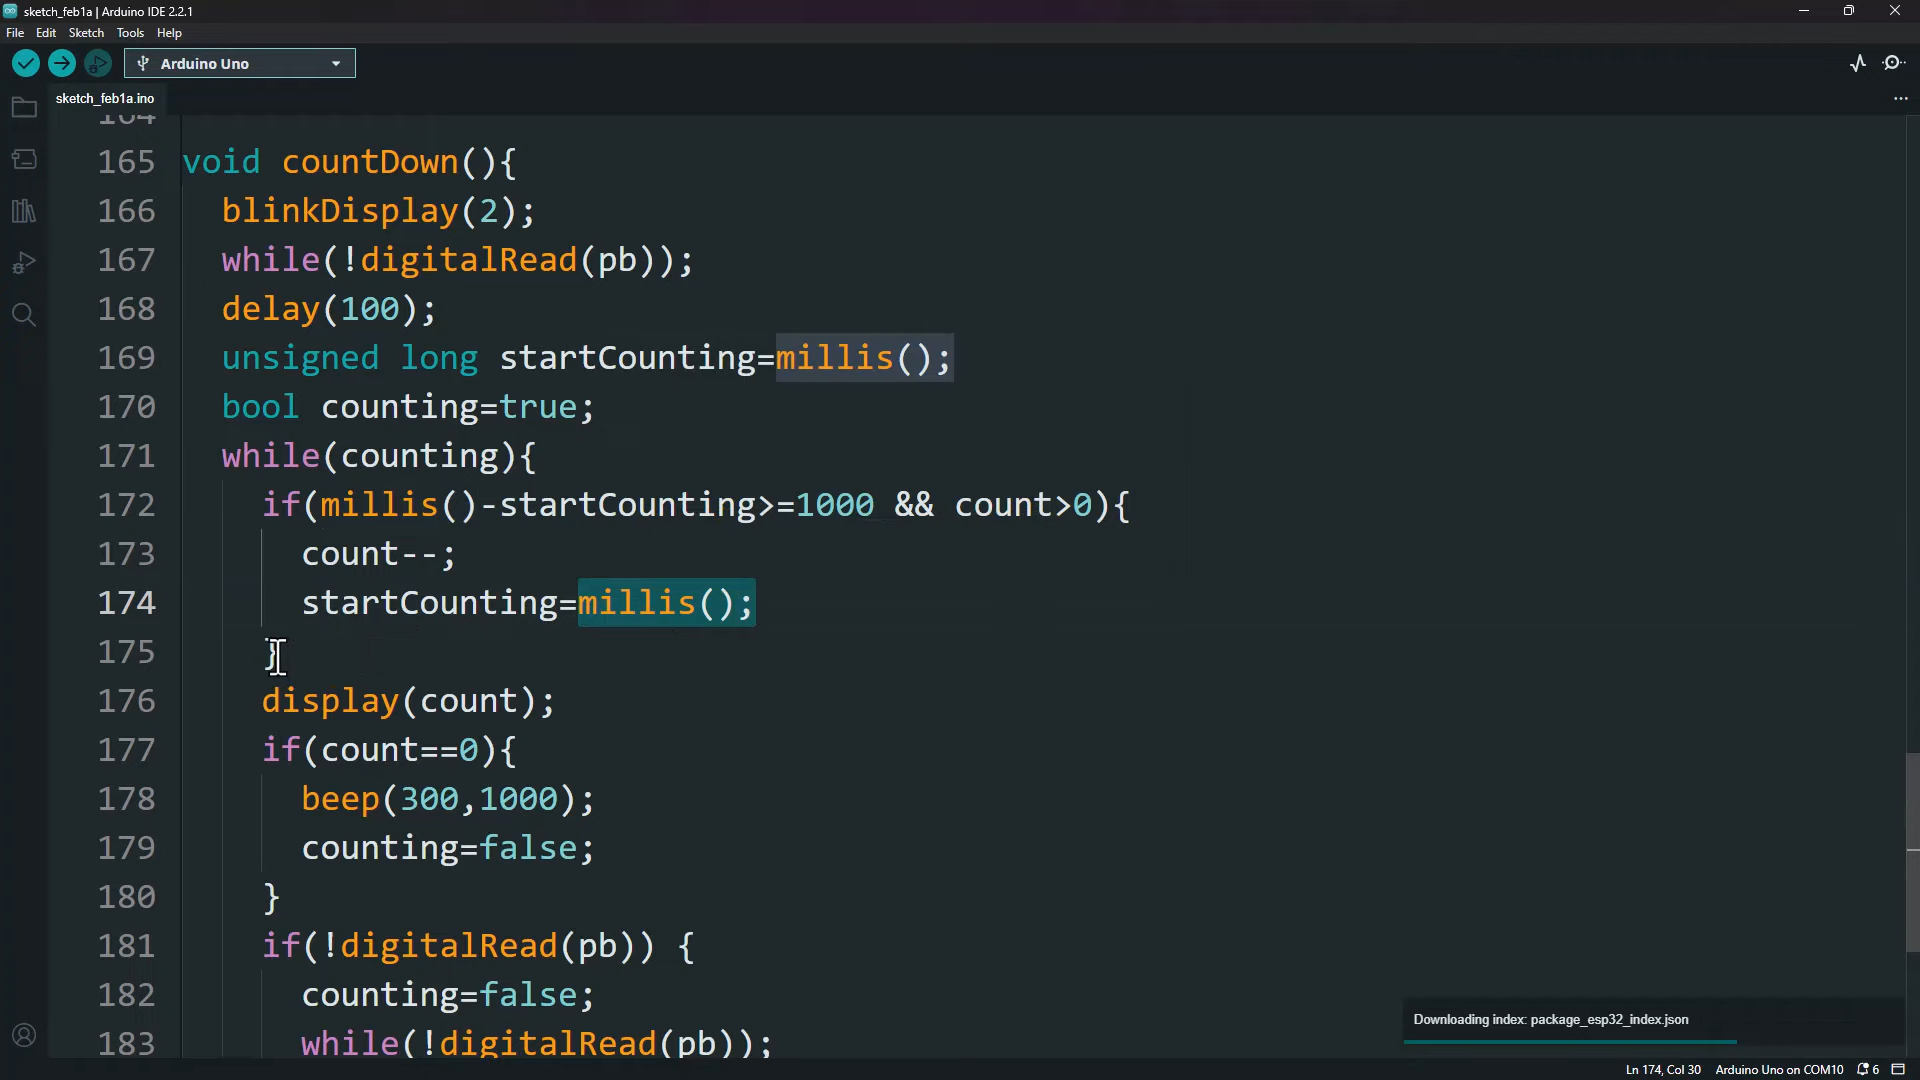 sketch_feb1a | Arduino IDE 2.2.1
File Edit Sketch Tools Help
Arduino Uno
sketch_feb1a.ino
164
165 void countDown(){
166 blinkDisplay(2);
167 while(!digitalRead(pb));
168 delay(100);
169 unsigned long startCounting=millis();
170 bool counting=true;
171 while(counting){
172 if(millis()-startCounting>=1000 && count>0){
173 count--;
174 startCounting=millis();
175 }
176 display(count);
177 if(count==0){
178 beep(300,1000);
179 counting=false;
180 }
181 if(!digitalRead(pb)) {
182 counting=false;
183 while(!digitalRead(pb));
Downloading index: package_esp32_index.json
Ln 174, Col 30 Arduino Uno on COM10 6